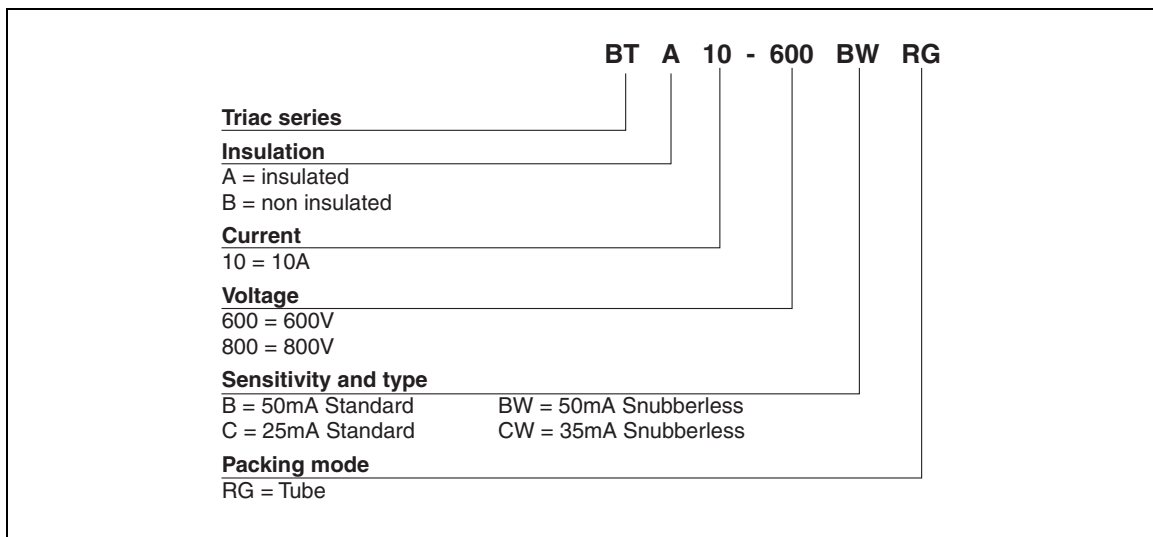 BT A 10 - 600 BW RG
Triac series
Insulation
A = insulated
B = non insulated
Current
10 = 10A
Voltage
600 = 600V
800 = 800V
Sensitivity and type
B = 50mA Standard BW = 50mA Snubberless
C = 25mA Standard CW = 35mA Snubberless
Packing mode
RG = Tube